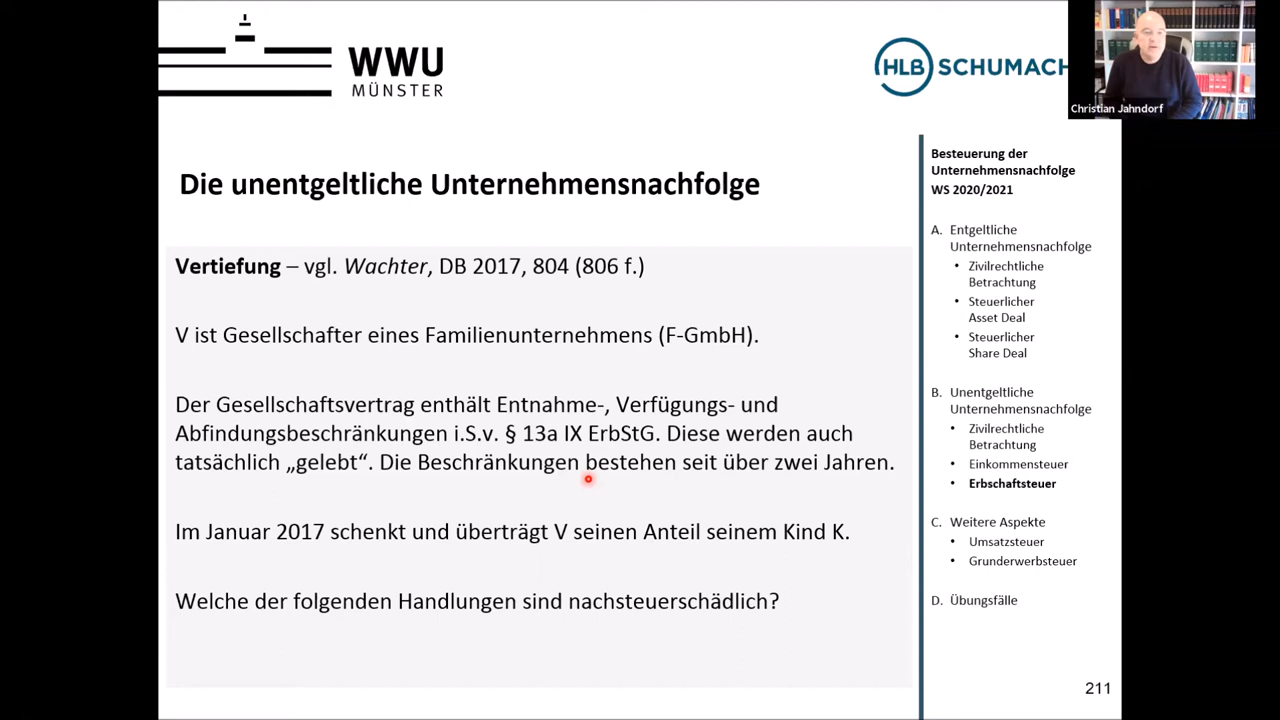 WWU
MÜNSTER
HLB SCHUMACH
Christian Jahndorf
Die unentgeltliche Unternehmensnachfolge
Vertiefung – vgl. Wachter, DB 2017, 804 (806 f.)
V ist Gesellschafter eines Familienunternehmens (F-GmbH).
Der Gesellschaftsvertrag enthält Entnahme-, Verfügungs- und
Abfindungsbeschränkungen i.S.v. § 13a IX ErbStG. Diese werden auch
tatsächlich „gelebt“. Die Beschränkungen bestehen seit über zwei Jahren.
Im Januar 2017 schenkt und überträgt V seinen Anteil seinem Kind K.
Welche der folgenden Handlungen sind nachsteuerschädlich?
Besteuerung der
Unternehmensnachfolge
WS 2020/2021
A. Entgeltliche
Unternehmensnachfolge
• Zivilrechtliche
Betrachtung
• Steuerlicher
Asset Deal
• Steuerlicher
Share Deal
B. Unentgeltliche
Unternehmensnachfolge
• Zivilrechtliche
Betrachtung
• Einkommensteuer
• Erbschaftsteuer
C. Weitere Aspekte
• Umsatzsteuer
• Grunderwerbsteuer
D. Übungsfälle
211